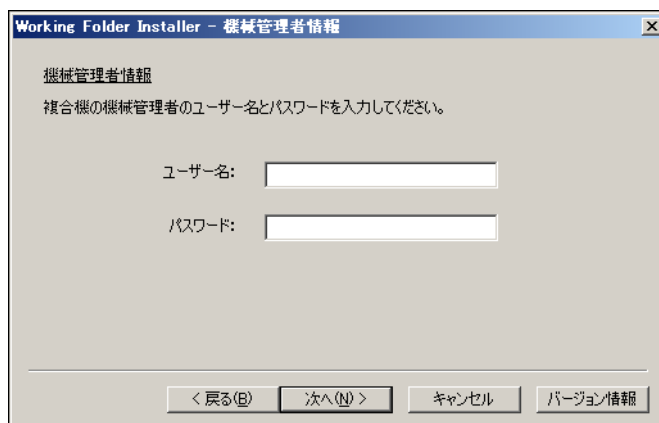 Working Folder Installer - 機械管理者情報
機械管理者情報
複合機の機械管理者のユーザー名とパスワードを入力してください。
ユーザー名:
パスワード:
< 戻る(B) 次へ(N) > キャンセル バージョン情報